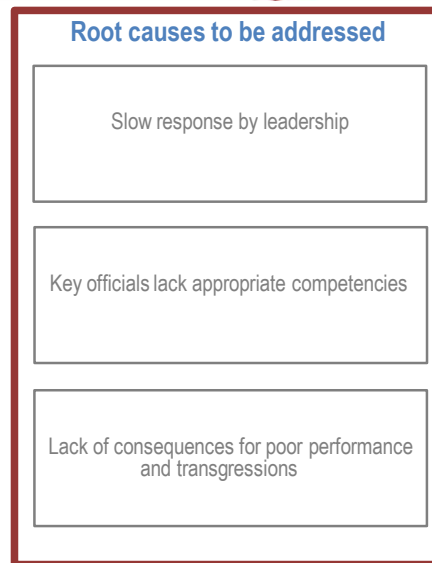 Root causes to be addressed
Slow response by leadership
Key officials lack appropriate competencies
Lack of consequences for poor performance
and transgressions